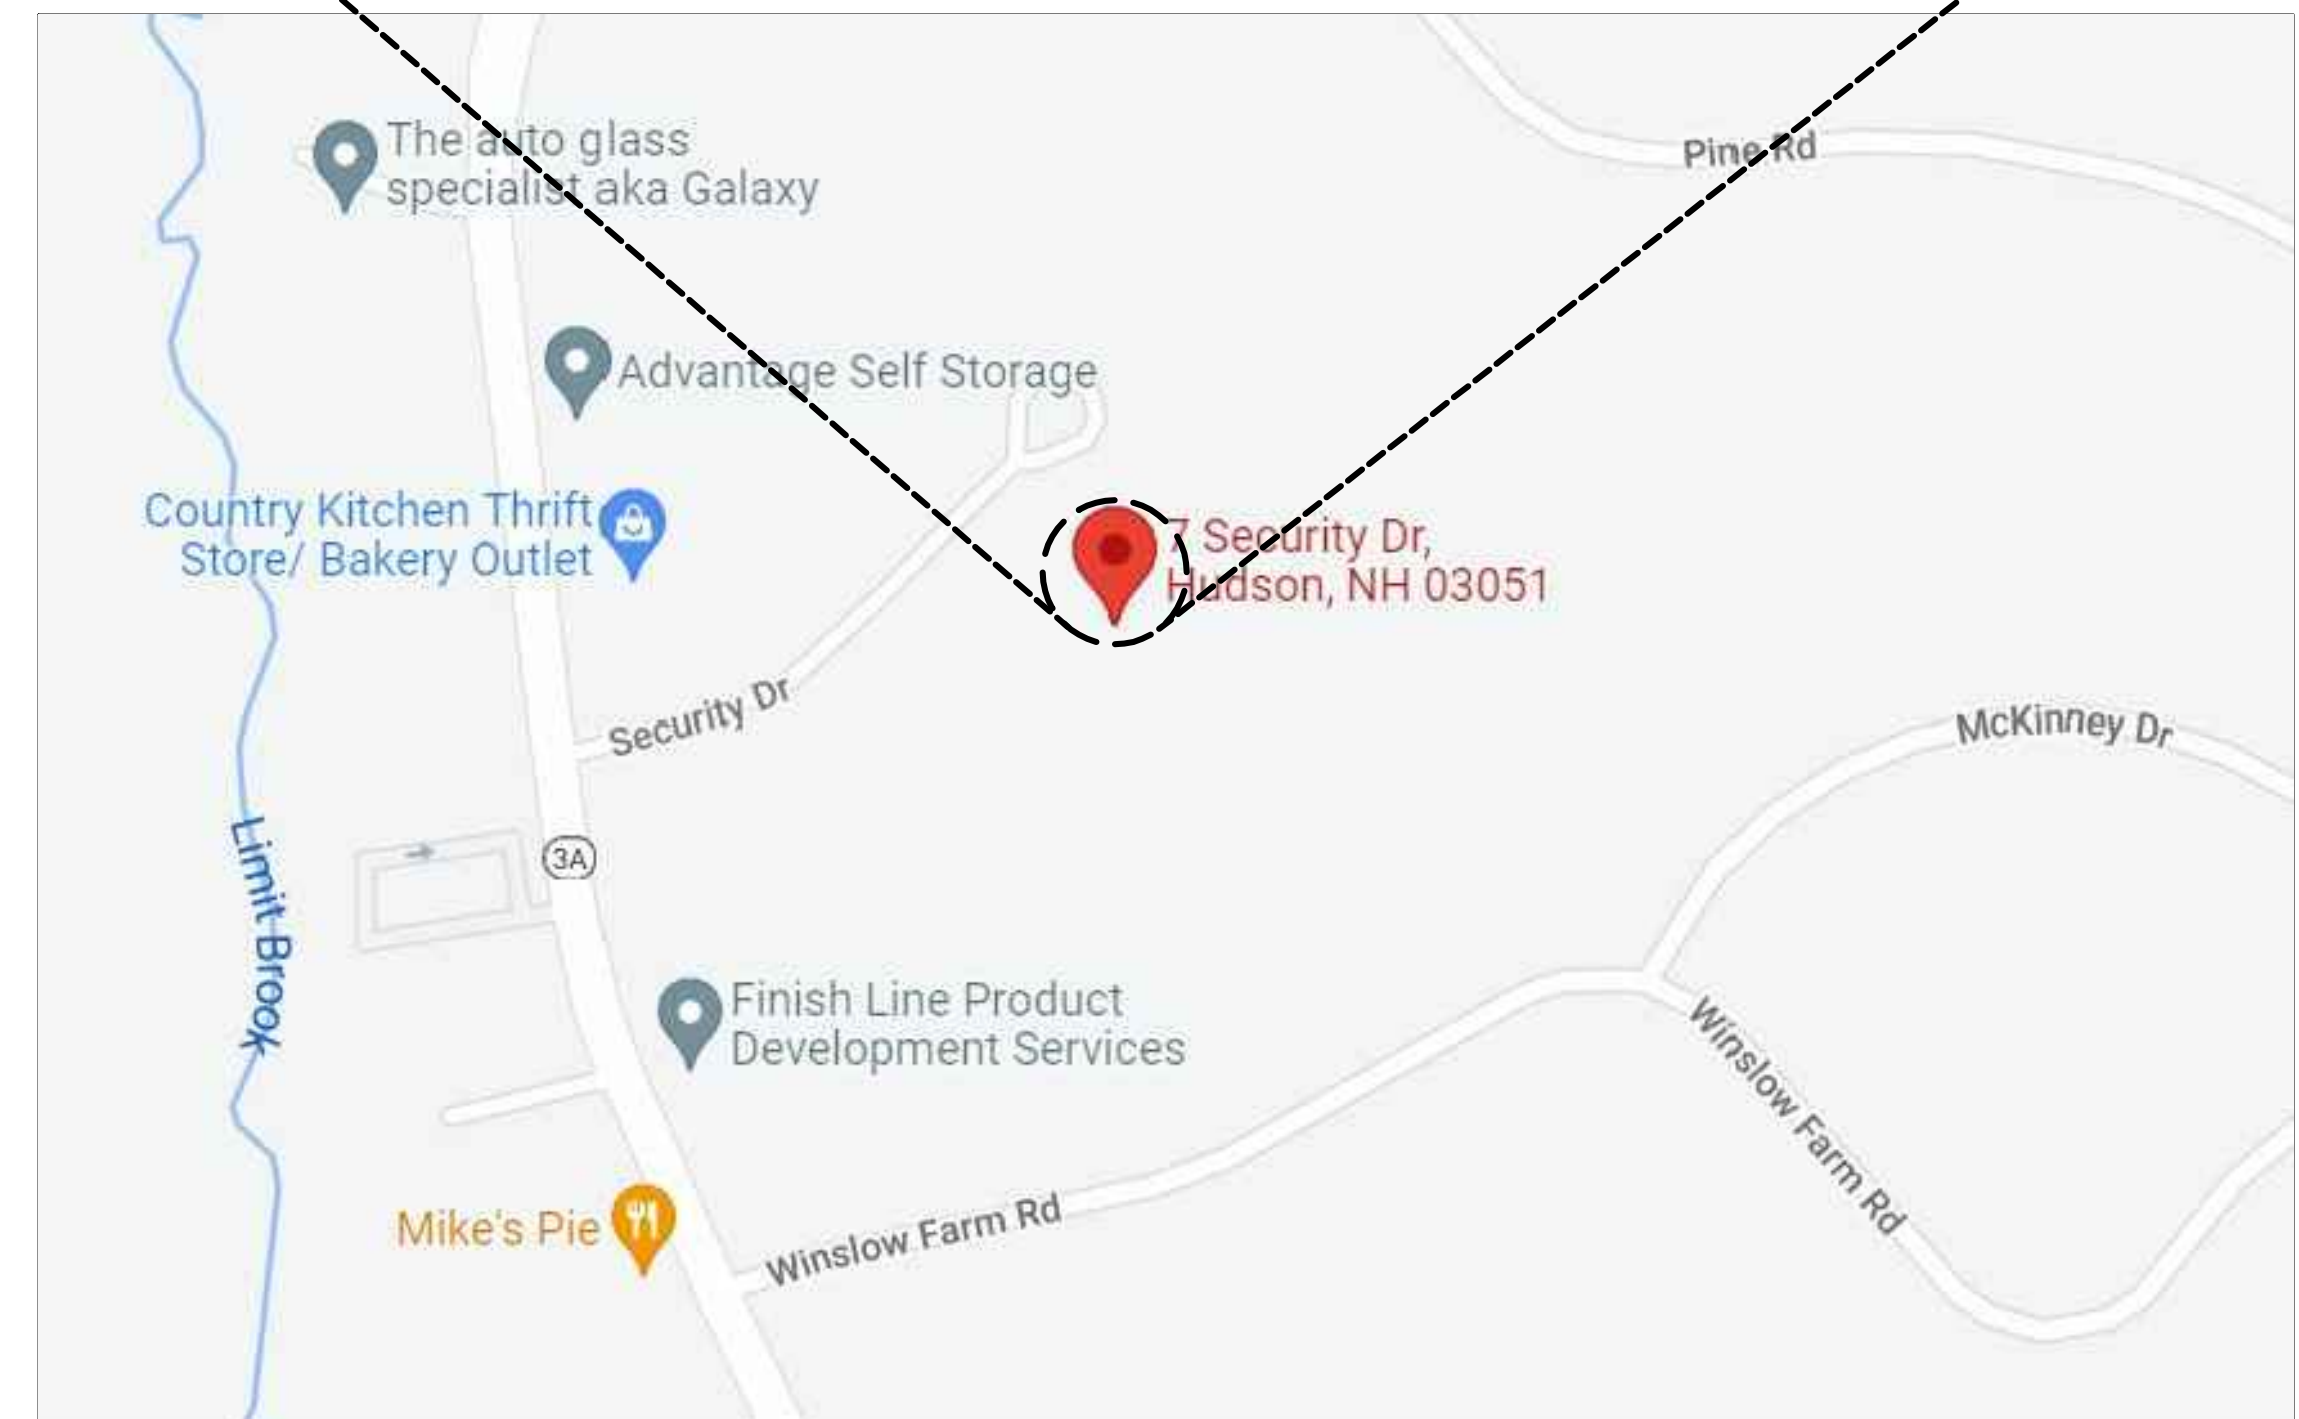 The auto glass
specialist aka Galaxy
Pine Rd
Advantage Self Storage
Country Kitchen Thrift
Store/ Bakery Outlet
7 Security Dr,
Hudson, NH 03051
Security Dr
McKinney Dr
3A
Limit Brook
Finish Line Product
Development Services
Winslow Farm Rd
Mike's Pie
Winslow Farm Rd